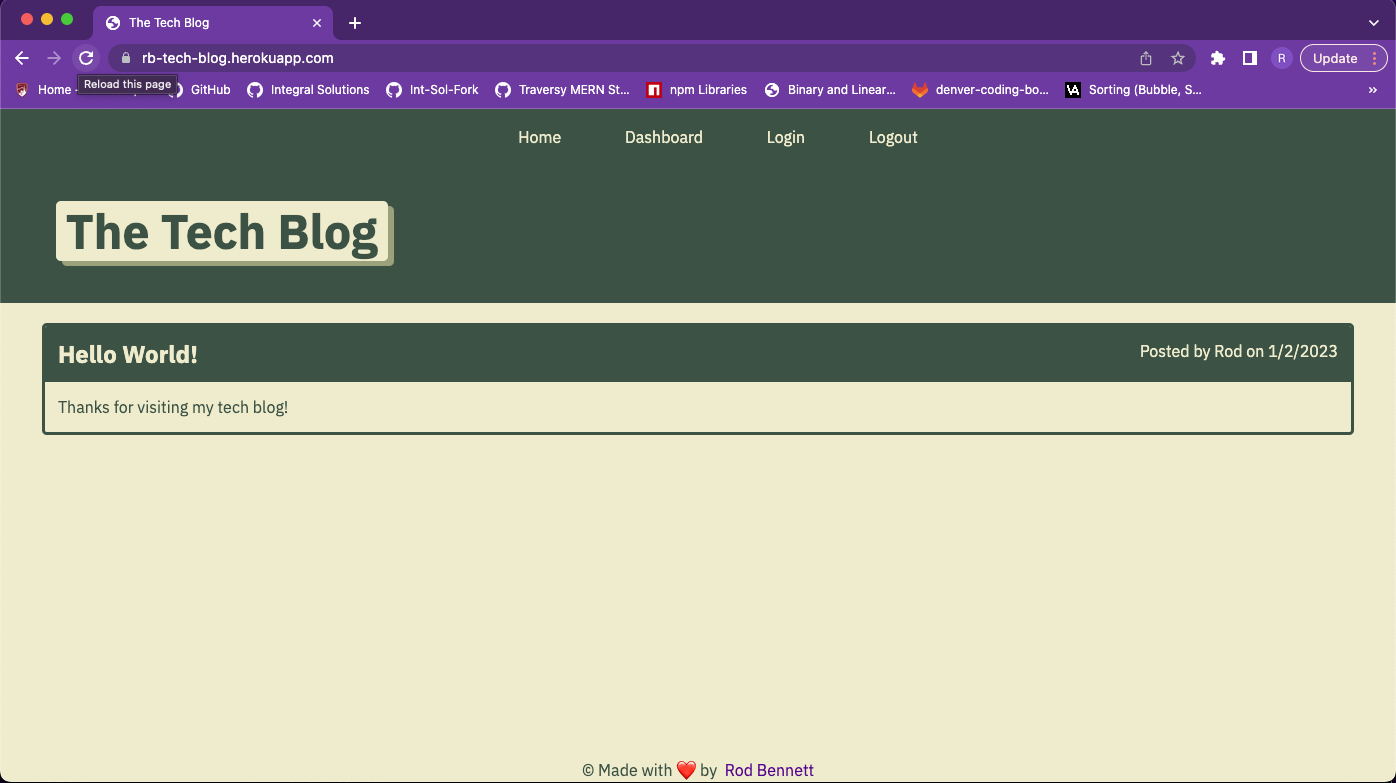 The Tech Blog
rb-tech-blog.herokuapp.com
R
Update
Reload this page
Home GitHub Integral Solutions Int-Sol-Fork Traversy MERN St... npm Libraries Binary and Linear... denver-coding-bo... Sorting (Bubble, S... »
Home Dashboard Login Logout
The Tech Blog
Hello World! Posted by Rod on 1/2/2023
Thanks for visiting my tech blog!
© Made with ❤️ by Rod Bennett